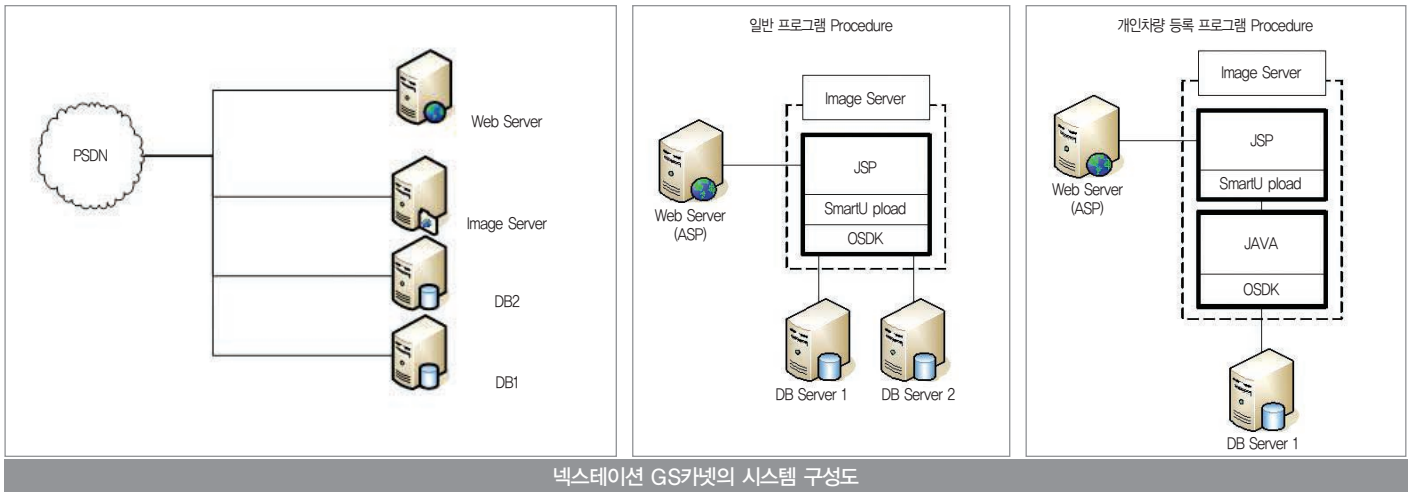 PSDN
Web Server
Image Server
DB2
DB1
일반 프로그램 Procedure
Image Server
JSP
SmartU pload
OSDK
Web Server
(ASP)
DB Server 1
DB Server 2
개인차량 등록 프로그램 Procedure
Image Server
JSP
SmartU pload
JAVA
OSDK
Web Server
(ASP)
DB Server 1
넥스테이션 GS카넷의 시스템 구성도